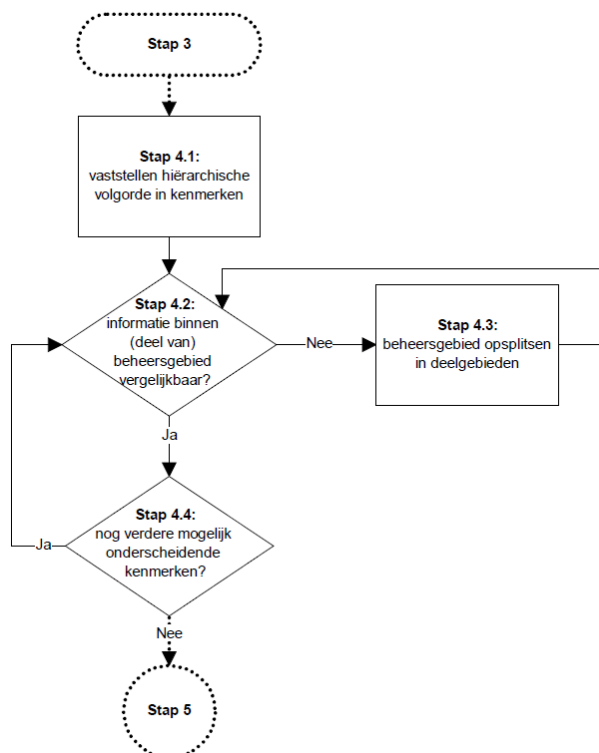 Stap 3
Stap 4.1:
vaststellen hiërarchische
volgorde in kenmerken
Stap 4.2:
informatie binnen
(deel van)
beheersgebied
vergelijkbaar?
Nee
Stap 4.3:
beheersgebied opsplitsen
in deelgebieden
Ja
Stap 4.4:
nog verdere mogelijk
onderscheidende
kenmerken?
Ja
Nee
Stap 5